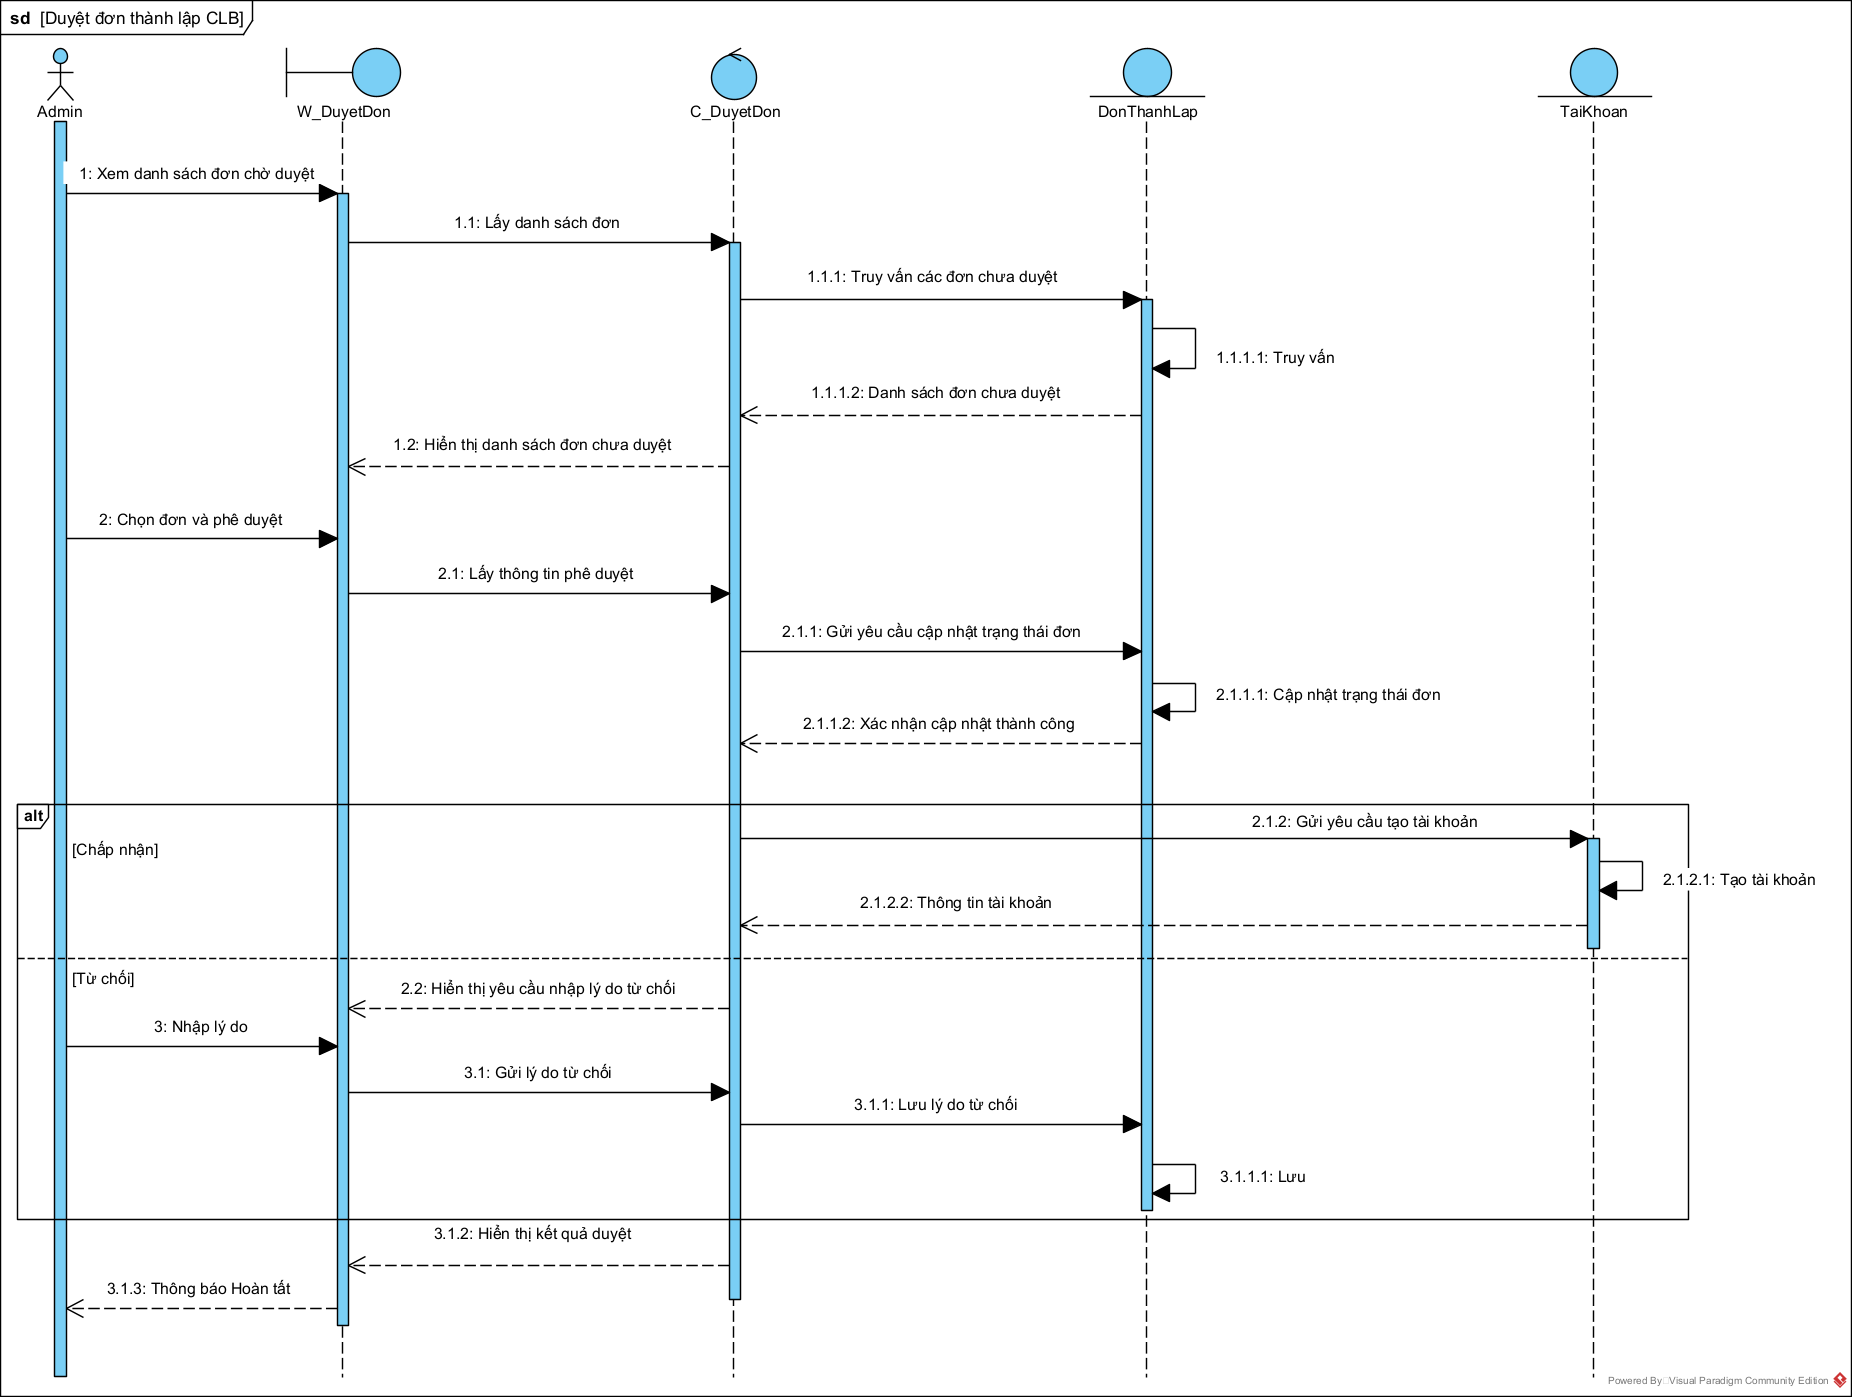 sd [Duyệt đơn thành lập CLB]
Admin
W_DuyetDon
C_DuyetDon
DonThanhLap
TaiKhoan
1: Xem danh sách đơn chờ duyệt
1.1: Lấy danh sách đơn
1.1.1: Truy vấn các đơn chưa duyệt
1.1.1.1: Truy vấn
1.1.1.2: Danh sách đơn chưa duyệt
1.2: Hiển thị danh sách đơn chưa duyệt
2: Chọn đơn và phê duyệt
2.1: Lấy thông tin phê duyệt
2.1.1: Gửi yêu cầu cập nhật trạng thái đơn
2.1.1.1: Cập nhật trạng thái đơn
2.1.1.2: Xác nhận cập nhật thành công
alt
2.1.2: Gửi yêu cầu tạo tài khoản
[Chấp nhận]
2.1.2.1: Tạo tài khoản
2.1.2.2: Thông tin tài khoản
[Từ chối]
2.2: Hiển thị yêu cầu nhập lý do từ chối
3: Nhập lý do
3.1: Gửi lý do từ chối
3.1.1: Lưu lý do từ chối
3.1.1.1: Lưu
3.1.2: Hiển thị kết quả duyệt
3.1.3: Thông báo Hoàn tất
Powered By Visual Paradigm Community Edition